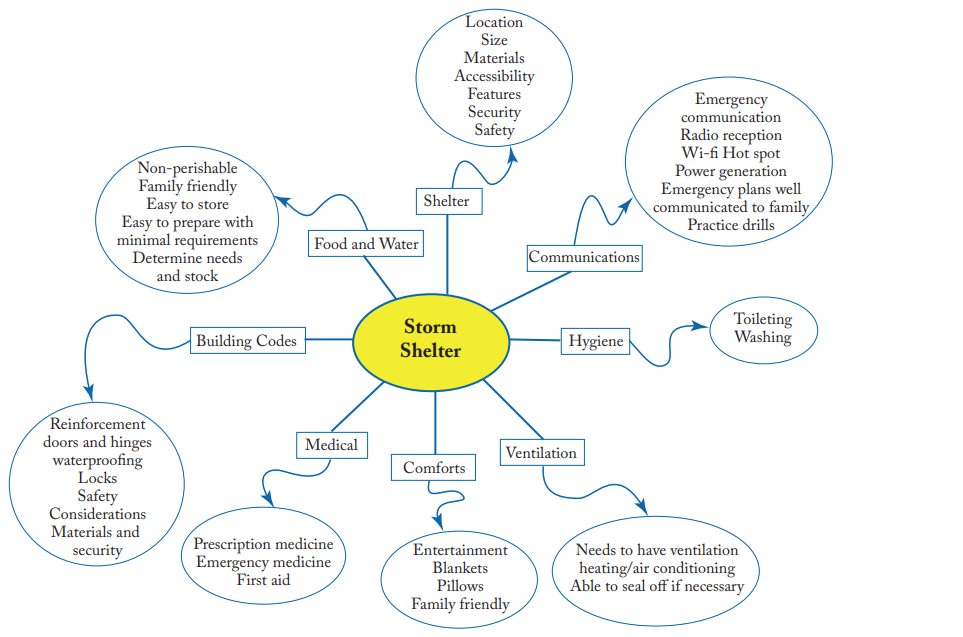 Location
Size
Materials
Accessibility
Features
Security
Safety
Emergency
communication
Radio reception
Wi-fi Hot spot
Power generation
Emergency plans well
communicated to family
Practice drills
Non-perishable
Family friendly
Easy to store
Easy to prepare with
minimal requirements
Determine needs
and stock
Shelter
Food and Water
Communications
Storm
Shelter
Building Codes
Hygiene
Toileting
Washing
Reinforcement
doors and hinges
waterproofing
Locks
Safety
Considerations
Materials and
security
Medical
Comforts
Ventilation
Prescription medicine
Emergency medicine
First aid
Entertainment
Blankets
Pillows
Family friendly
Needs to have ventilation
heating/air conditioning
Able to seal off if necessary